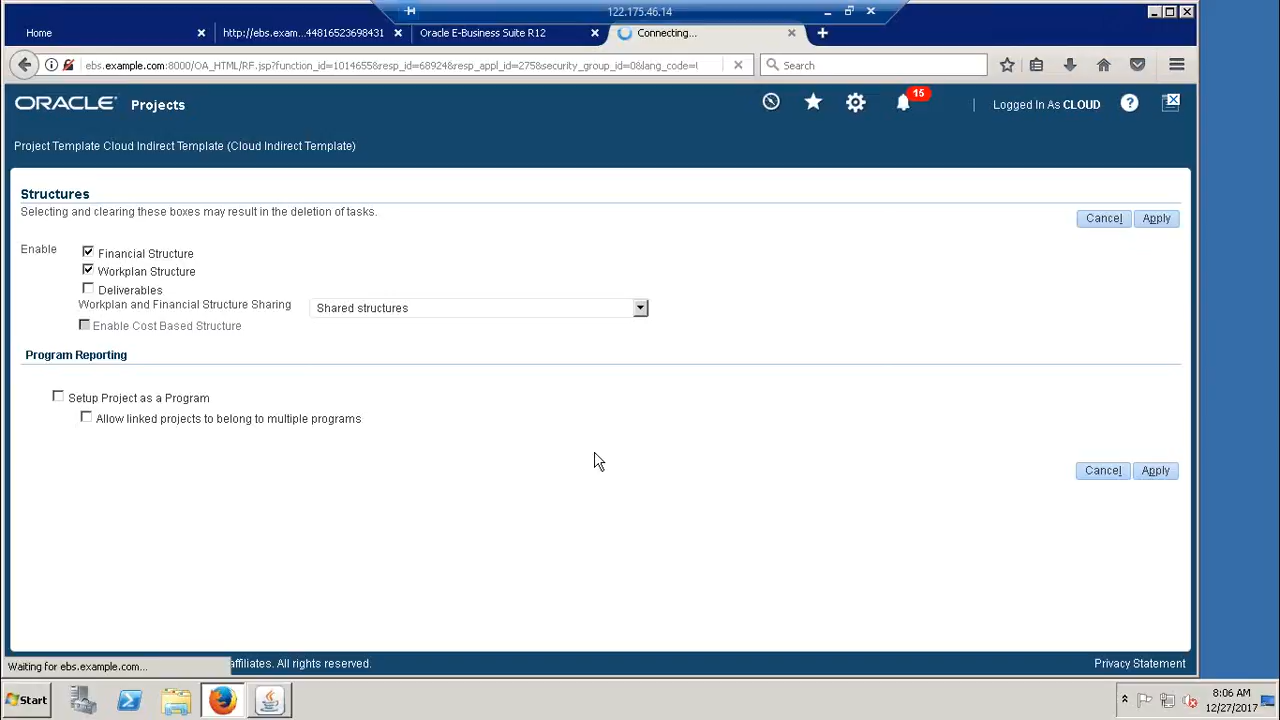 122.175.46.14
Home
http://ebs.exam...44816523698431
Oracle E-Business Suite R12
Connecting...
ebs.example.com:8000/OA_HTML/RF.jsp?function_id=1014655&resp_id=68924&resp_appl_id=275&security_group_id=0&lang_code=
Search
ORACLE Projects
15
Logged In As CLOUD
Project Template Cloud Indirect Template (Cloud Indirect Template)
Structures
Selecting and clearing these boxes may result in the deletion of tasks.
Cancel Apply
Enable
Financial Structure
Workplan Structure
Deliverables
Workplan and Financial Structure Sharing Shared structures
Enable Cost Based Structure
Program Reporting
Setup Project as a Program
Allow linked projects to belong to multiple programs
Cancel Apply
Waiting for ebs.example.com...
affiliates. All rights reserved.
Privacy Statement
Start
8:06 AM
12/27/2017